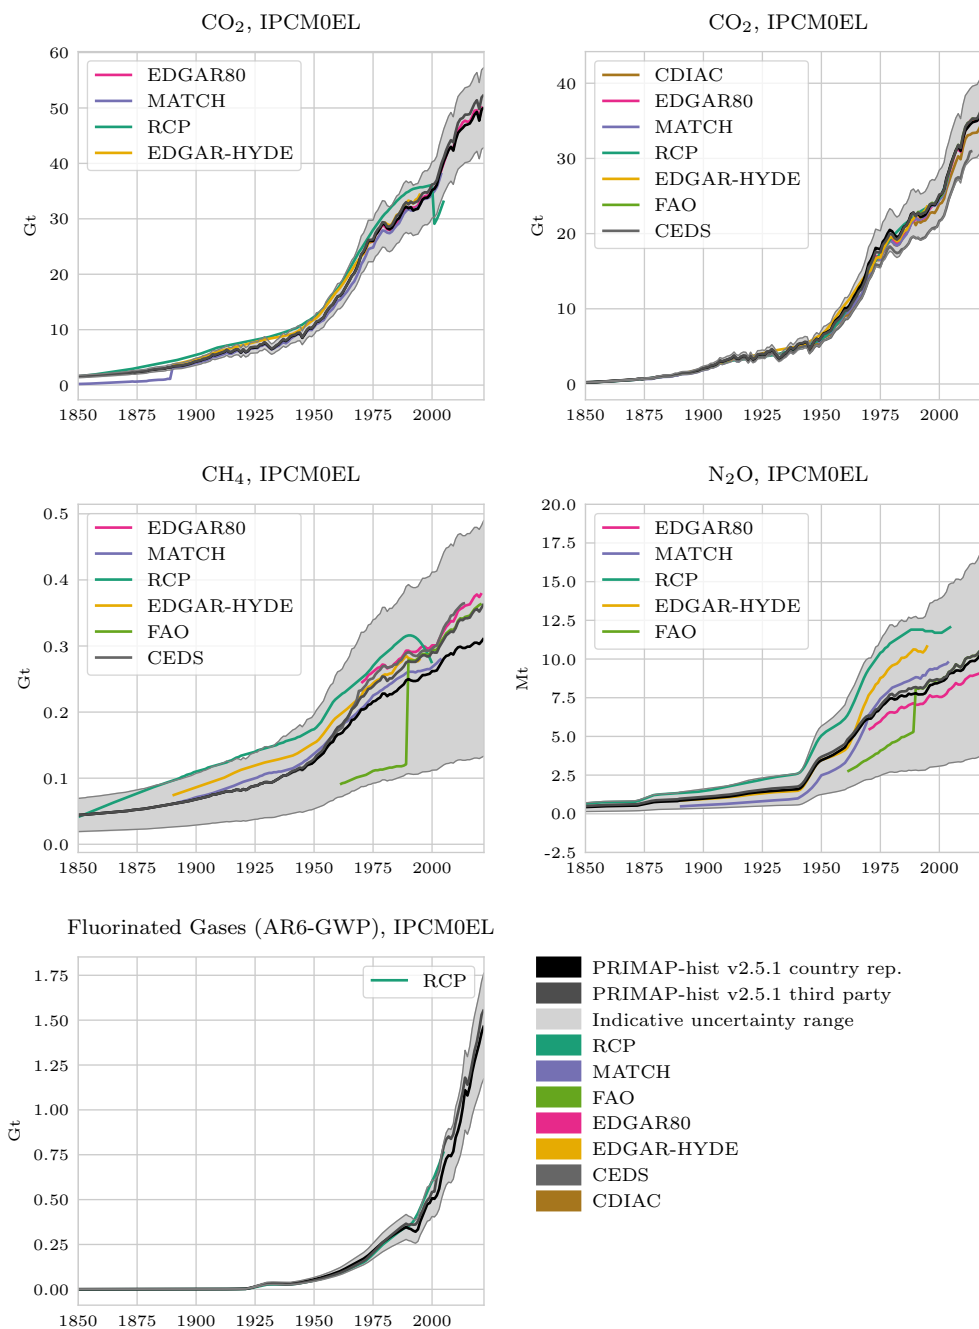 CO₂, IPCM0EL
60
50
40
30
20
10
0
Gt
EDGAR80
MATCH
RCP
EDGAR-HYDE
1850 1875 1900 1925 1950 1975 2000
CO₂, IPCM0EL
40
30
20
10
0
Gt
CDIAC
EDGAR80
MATCH
RCP
EDGAR-HYDE
FAO
CEDS
1850 1875 1900 1925 1950 1975 2000
CH₄, IPCM0EL
0.5
0.4
0.3
0.2
0.1
0.0
Gt
EDGAR80
MATCH
RCP
EDGAR-HYDE
FAO
CEDS
1850 1875 1900 1925 1950 1975 2000
N₂O, IPCM0EL
20.0
17.5
15.0
12.5
10.0
7.5
5.0
2.5
0.0
-2.5
Mt
EDGAR80
MATCH
RCP
EDGAR-HYDE
FAO
1850 1875 1900 1925 1950 1975 2000
Fluorinated Gases (AR6-GWP), IPCM0EL
1.75
1.50
1.25
1.00
0.75
0.50
0.25
0.00
Gt
RCP
1850 1875 1900 1925 1950 1975 2000
PRIMAP-hist v2.5.1 country rep.
PRIMAP-hist v2.5.1 third party
Indicative uncertainty range
RCP
MATCH
FAO
EDGAR80
EDGAR-HYDE
CEDS
CDIAC